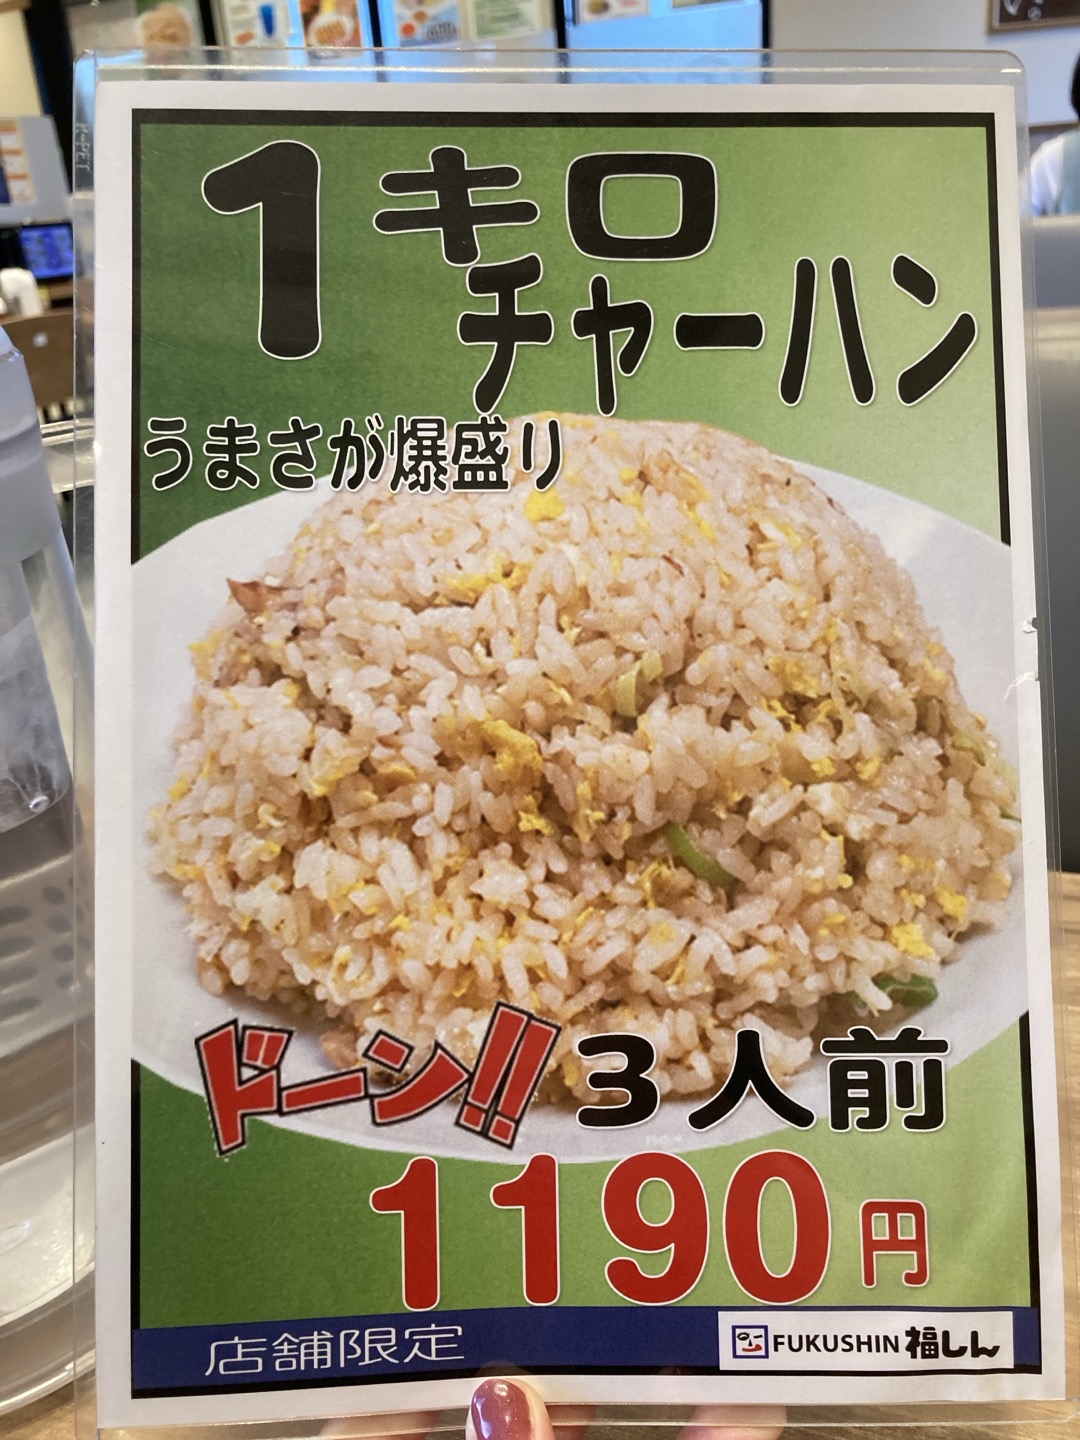 1キロ
チャーハン
うまさが爆盛り
ドーン!!
3人前
1190円
店舗限定
FUKUSHIN 福しん
K-PET